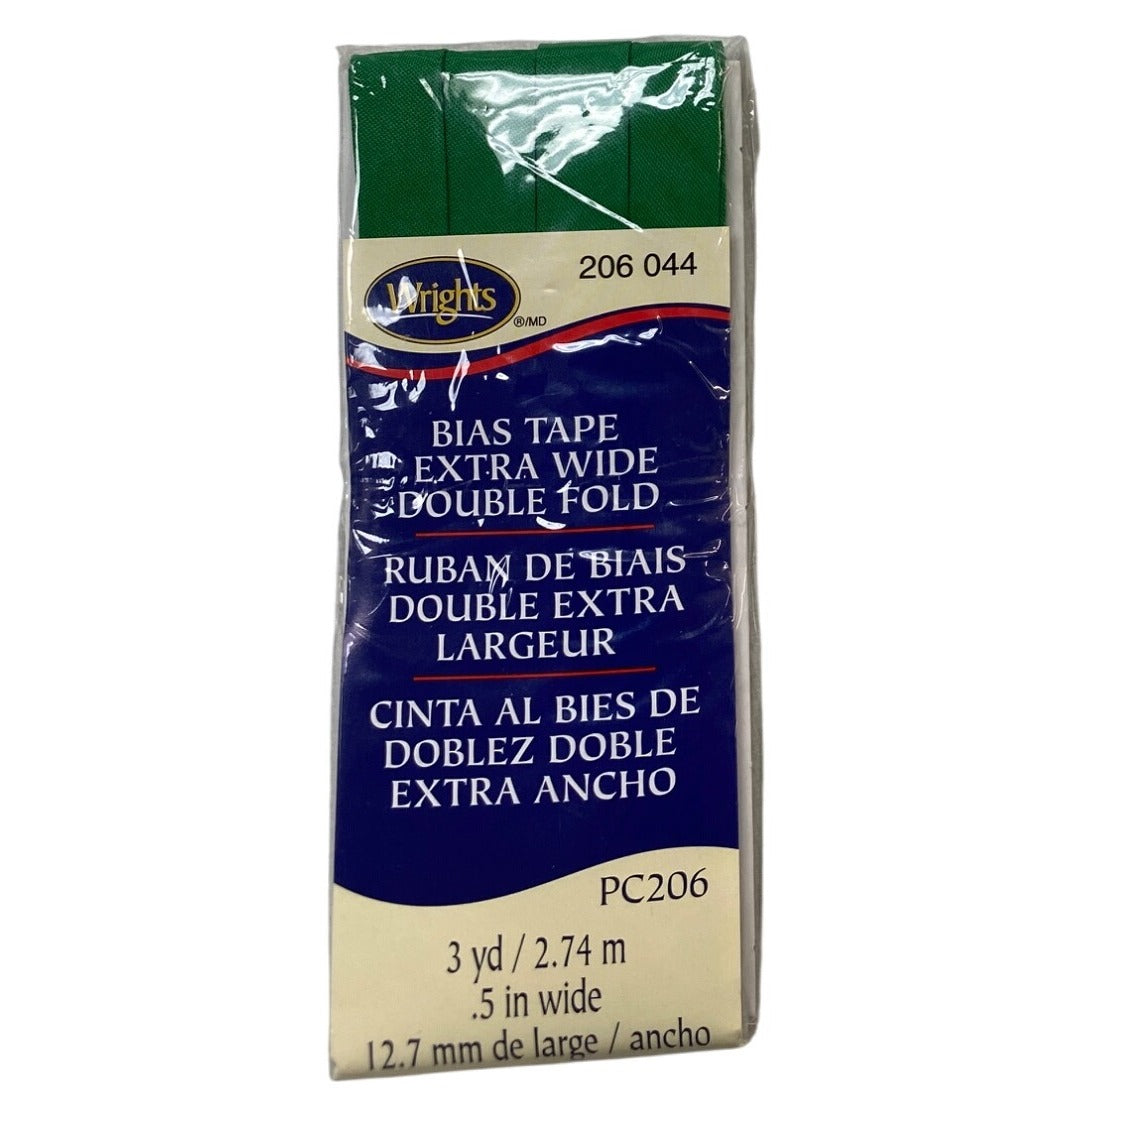 206 044
Wrights
®/MD
BIAS TAPE
EXTRA WIDE
DOUBLE FOLD
RUBAN DE BIAIS
DOUBLE EXTRA
LARGEUR
CINTA AL BIES DE
DOBLEZ DOBLE
EXTRA ANCHO
PC206
3 yd / 2.74 m
.5 in wide
12.7 mm de large / ancho